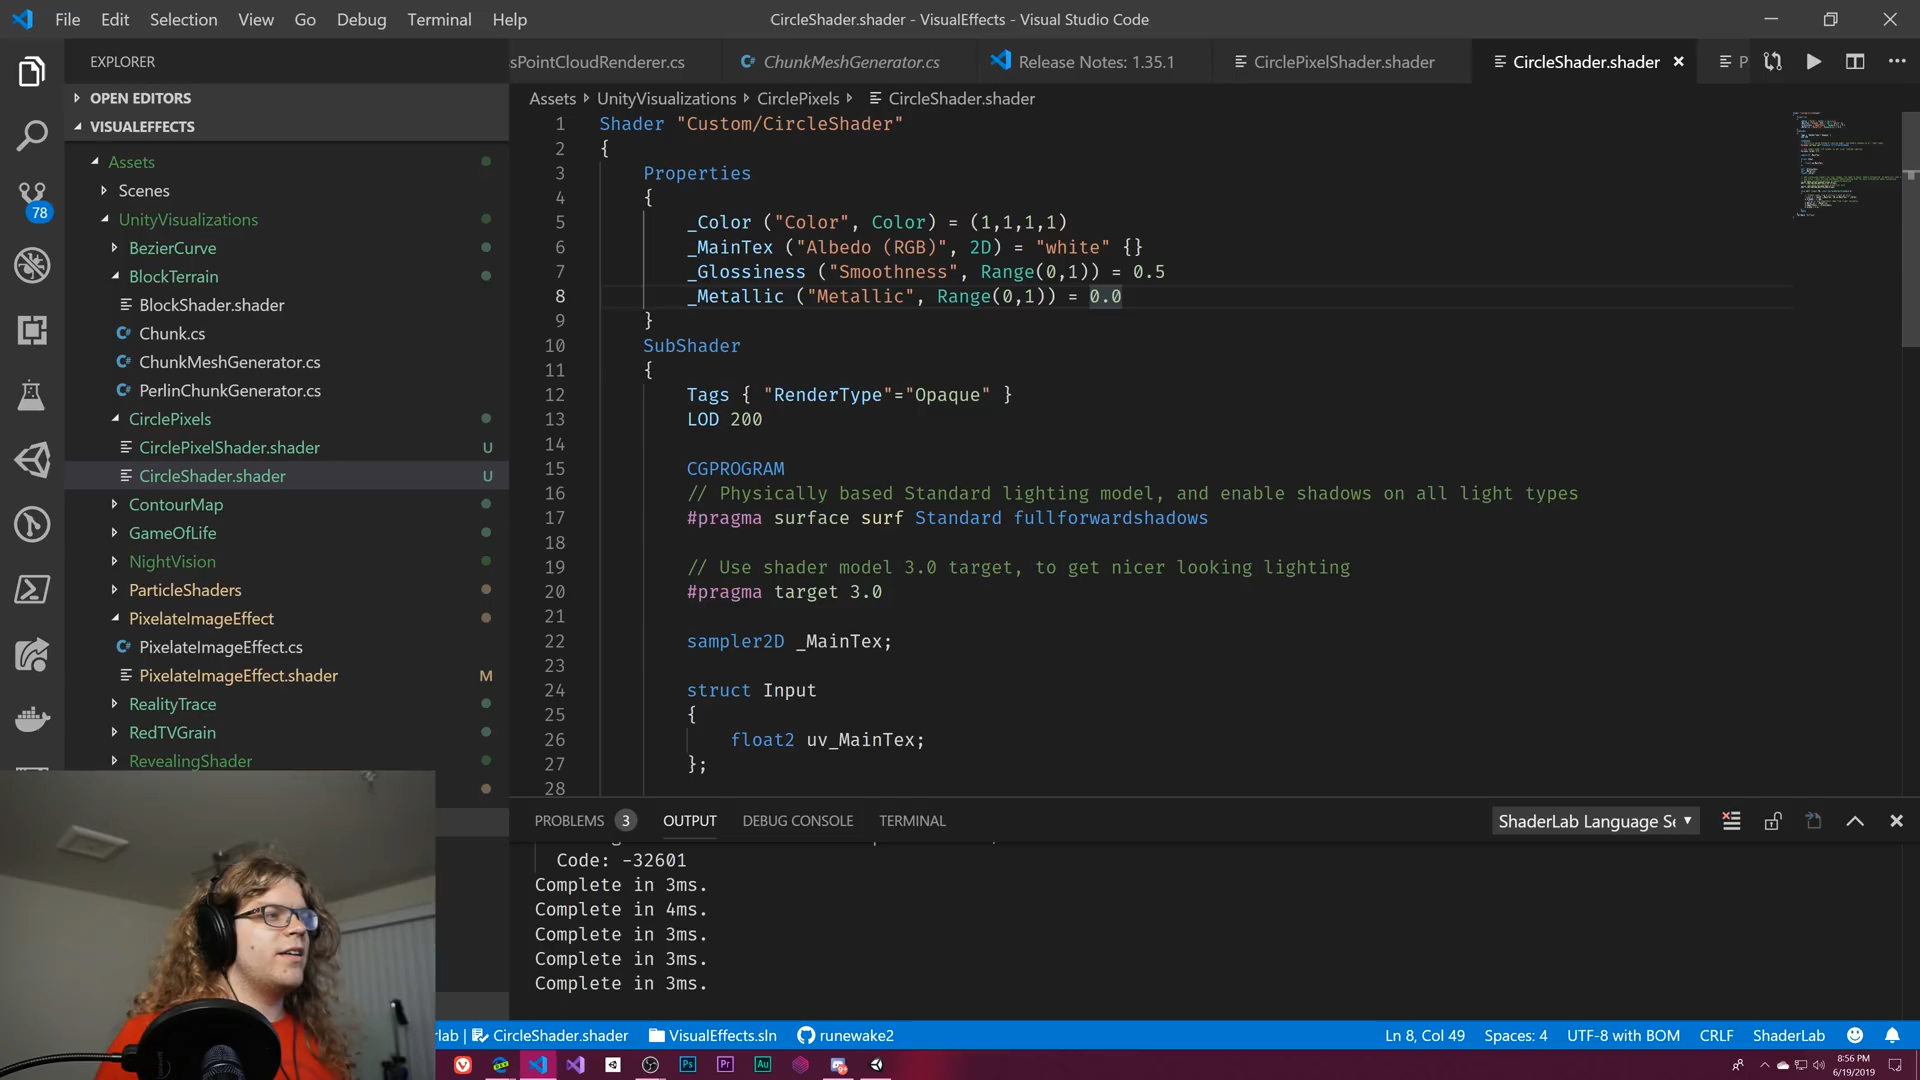 File Edit Selection View Go Debug Terminal Help
CircleShader.shader - VisualEffects - Visual Studio Code
EXPLORER
sPointCloudRenderer.cs
ChunkMeshGenerator.cs
Release Notes: 1.35.1
CirclePixelShader.shader
CircleShader.shader
P
OPEN EDITORS
VISUALEFFECTS
Assets
Scenes
UnityVisualizations
BezierCurve
BlockTerrain
BlockShader.shader
Chunk.cs
ChunkMeshGenerator.cs
PerlinChunkGenerator.cs
CirclePixels
CirclePixelShader.shader U
CircleShader.shader U
ContourMap
GameOfLife
NightVision
ParticleShaders
PixelateImageEffect
PixelateImageEffect.cs
PixelateImageEffect.shader M
RealityTrace
RedTVGrain
RevealingShader
78
Assets UnityVisualizations CirclePixels CircleShader.shader
1 Shader "Custom/CircleShader"
2 {
3 Properties
4 {
5 _Color ("Color", Color) = (1,1,1,1)
6 _MainTex ("Albedo (RGB)", 2D) = "white" {}
7 _Glossiness ("Smoothness", Range(0,1)) = 0.5
8 _Metallic ("Metallic", Range(0,1)) = 0.0
9 }
10 SubShader
11 {
12 Tags { "RenderType"="Opaque" }
13 LOD 200
14
15 CGPROGRAM
16 // Physically based Standard lighting model, and enable shadows on all light types
17 #pragma surface surf Standard fullforwardshadows
18
19 // Use shader model 3.0 target, to get nicer looking lighting
20 #pragma target 3.0
21
22 sampler2D _MainTex;
23
24 struct Input
25 {
26 float2 uv_MainTex;
27 };
28
PROBLEMS 3 OUTPUT DEBUG CONSOLE TERMINAL
ShaderLab Language Se
Code: -32601
Complete in 3ms.
Complete in 4ms.
Complete in 3ms.
Complete in 3ms.
Complete in 3ms.
lab | CircleShader.shader VisualEffects.sln runewake2
Ln 8, Col 49 Spaces: 4 UTF-8 with BOM CRLF ShaderLab
Ps Pr Au
8:56 PM
6/19/2019